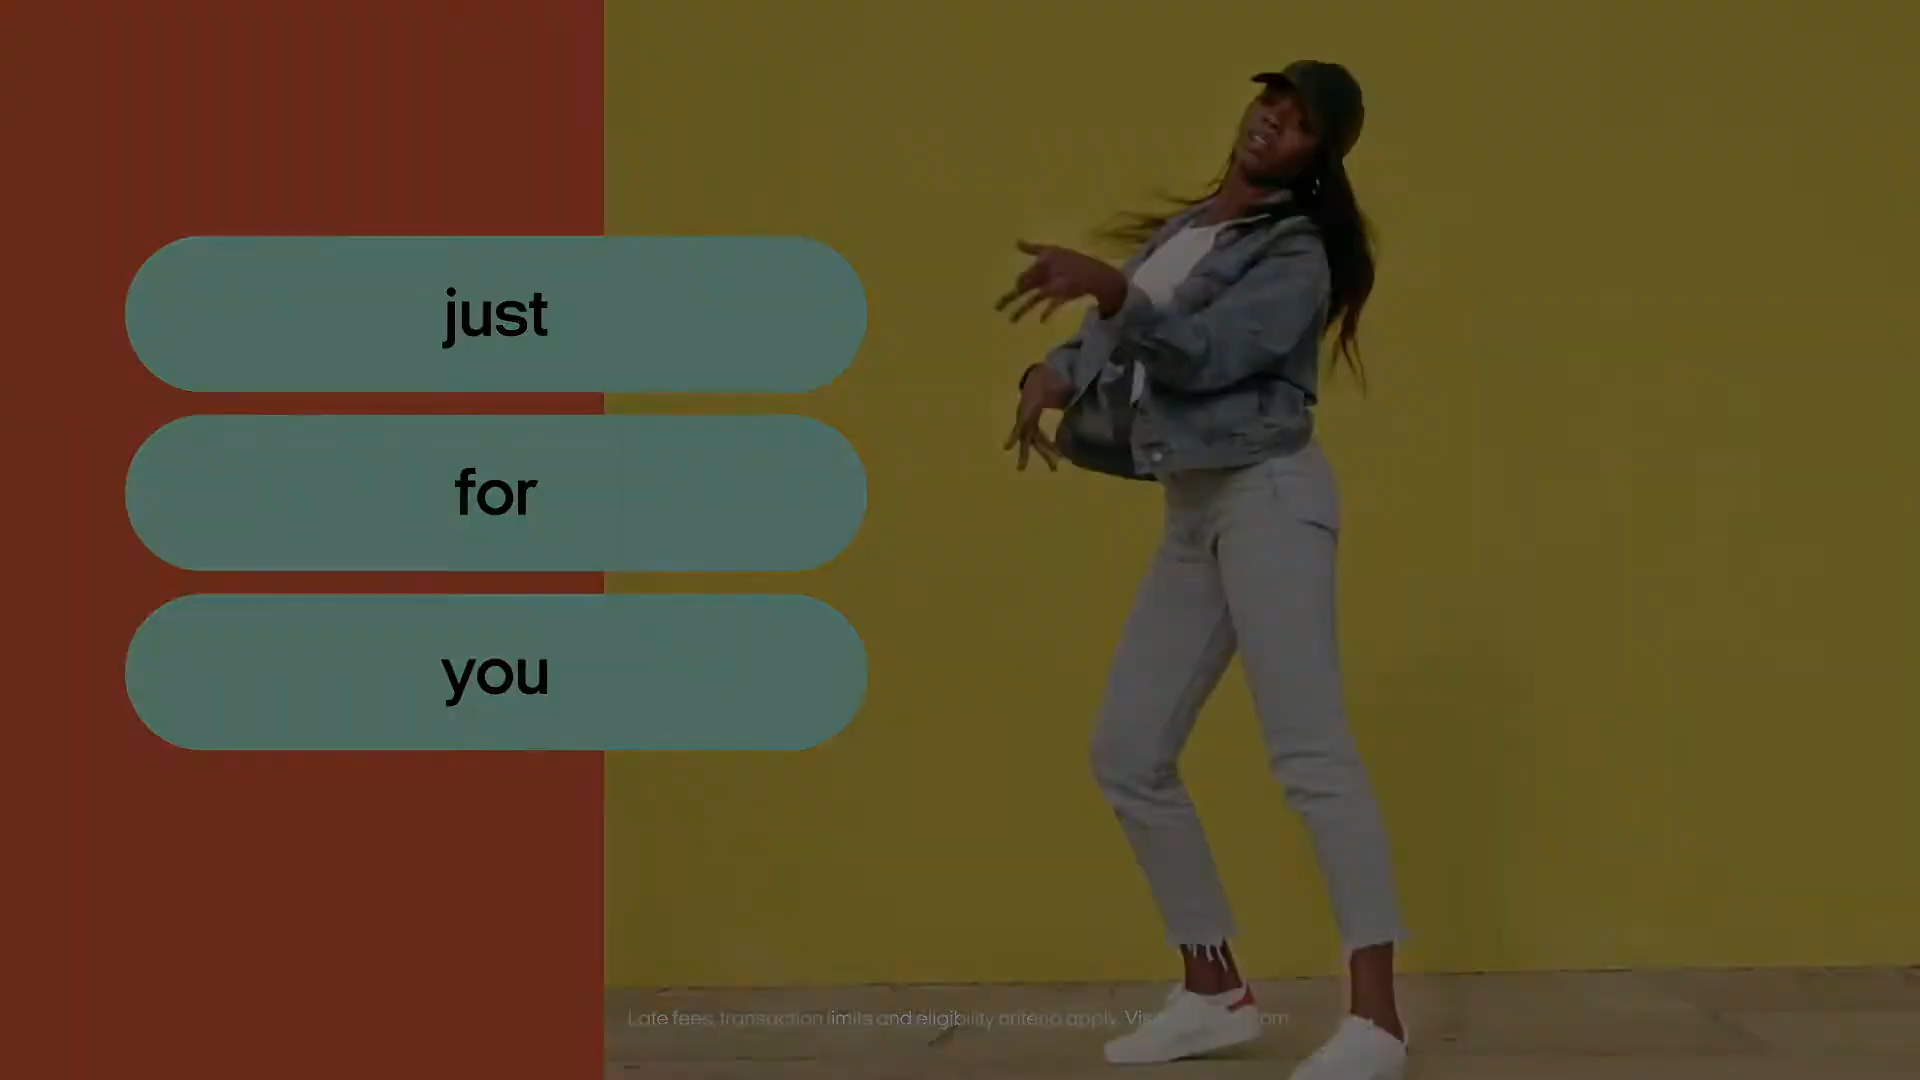 just
for
you
Late fees, transaction limits and eligibility criteria apply.